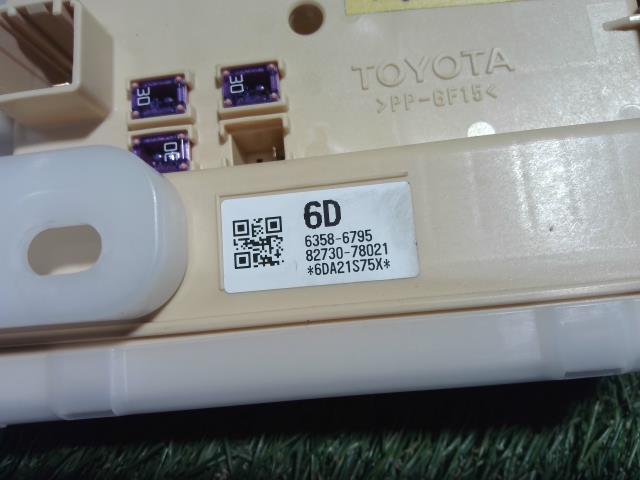 30
30
30
TOYOTA
>PP-GF15<
6D
6358-6795
82730-78021
*6DA21S75X*